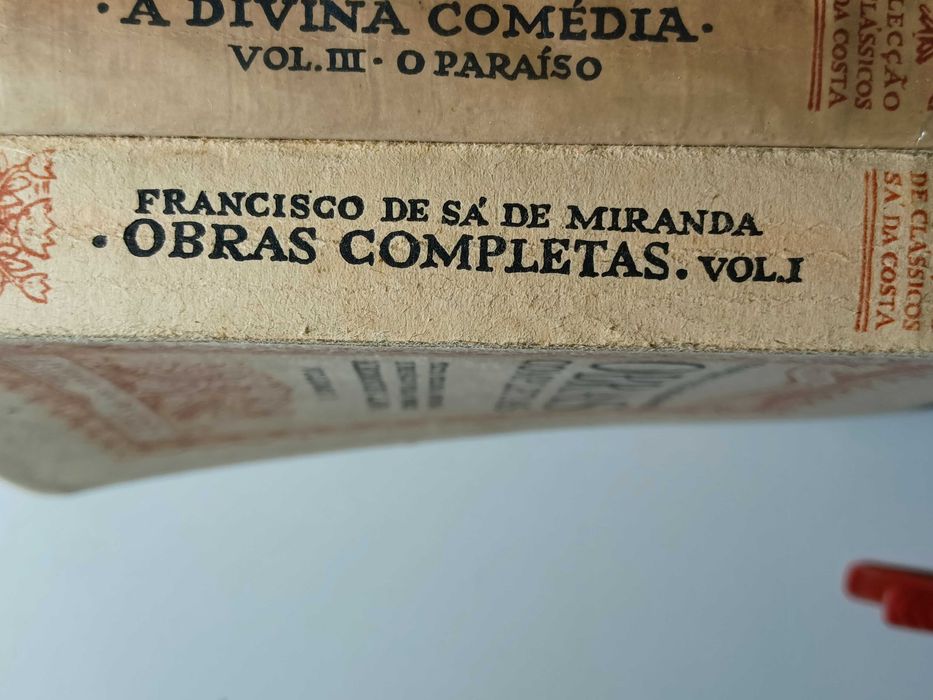 · A DIVINA COMÉDIA ·
VOL. III · O PARAÍSO
LECÇÃO
CLÁSSICOS
DA COSTA
FRANCISCO DE SÁ DE MIRANDA
· OBRAS COMPLETAS. VOL. I
DE CLÁSSICOS
SÁ DA COSTA
OBRAS